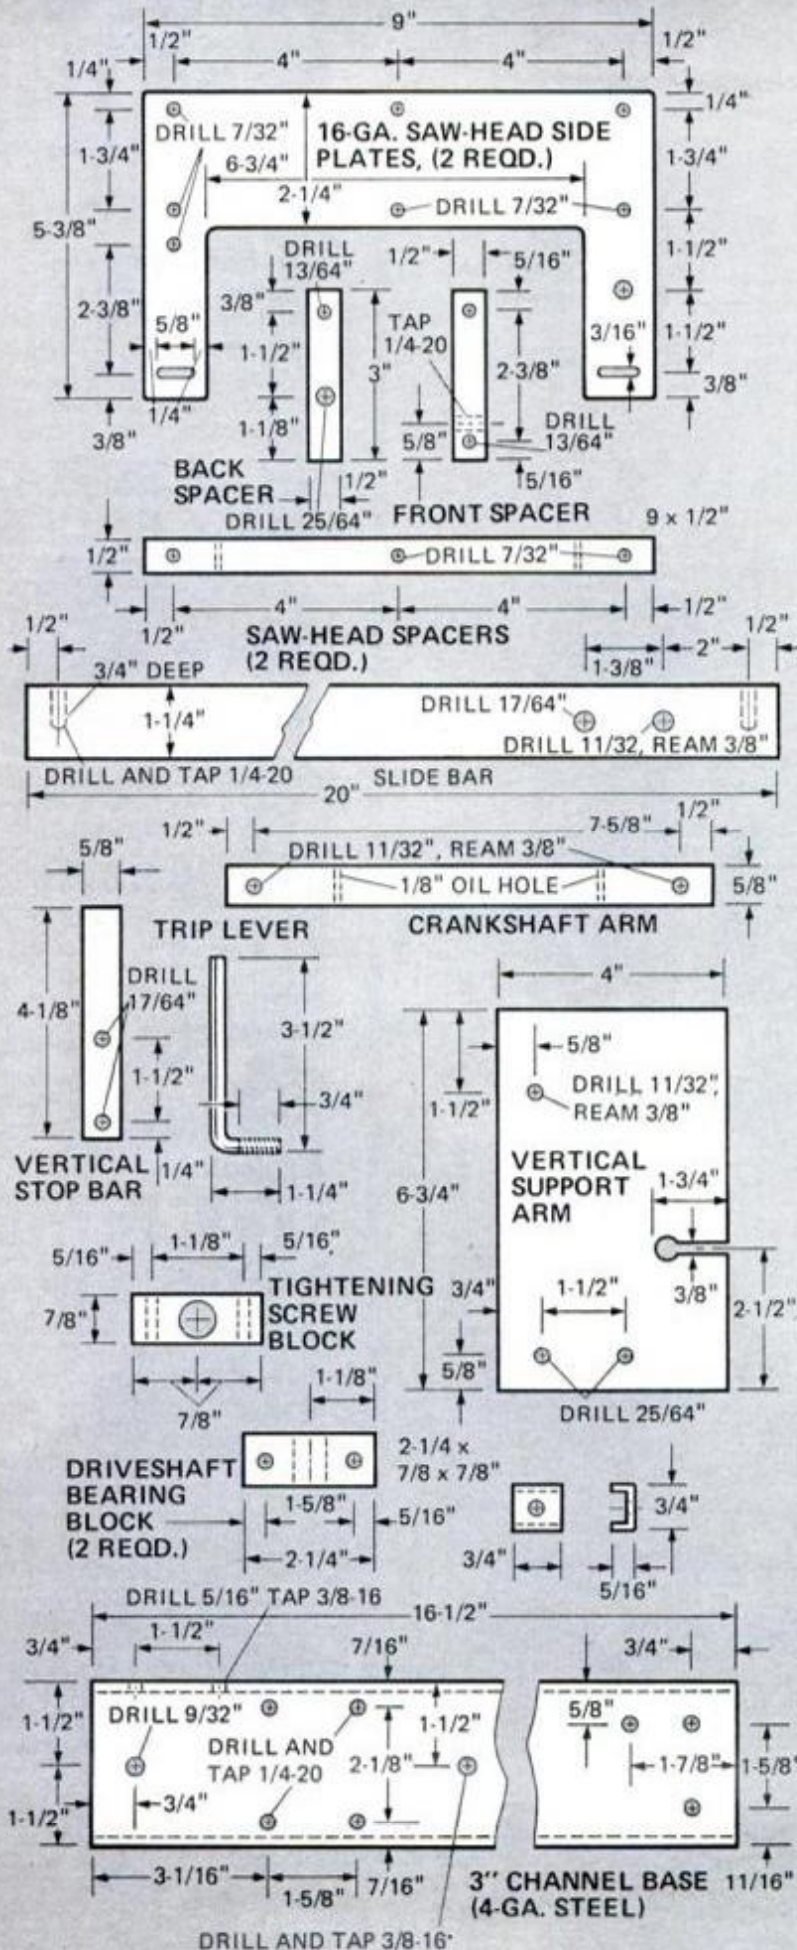 9"
1/2" 4" 4" 1/2"
1/4" 1/4"
DRILL 7/32" 16-GA. SAW-HEAD SIDE
PLATES, (2 REQD.)
1-3/4" 6-3/4" 1-3/4"
2-1/4" DRILL 7/32"
5-3/8" 1-1/2"
DRILL
13/64" 1/2" 5/16"
2-3/8" 3/8" TAP
1/4-20 3/16" 1-1/2"
5/8" 1-1/2" 3" 2-3/8"
1/4" 3/8"
3/8" 1-1/8" 5/8" DRILL
13/64"
BACK
SPACER 1/2" 5/16"
DRILL 25/64" FRONT SPACER 9 x 1/2"
1/2" DRILL 7/32"
4" 4" 1/2"
1/2" 1/2" SAW-HEAD SPACERS
(2 REQD.) 1-3/8" 2" 1/2"
3/4" DEEP
1-1/4" DRILL 17/64"
DRILL 11/32, REAM 3/8"
DRILL AND TAP 1/4-20 SLIDE BAR
20"
1/2" 7-5/8" 1/2"
5/8" DRILL 11/32", REAM 3/8"
1/8" OIL HOLE 5/8"
TRIP LEVER CRANKSHAFT ARM
4"
DRILL
17/64"
4-1/8" 3-1/2" 5/8"
1-1/2" 3/4" 1-1/2" DRILL 11/32",
REAM 3/8"
VERTICAL
STOP BAR 1/4" 1-1/4" 6-3/4"
VERTICAL
SUPPORT
ARM 1-3/4"
5/16" 1-1/8" 5/16"
7/8" TIGHTENING
SCREW
BLOCK 3/4" 1-1/2" 3/8" 2-1/2"
7/8" 1-1/8" 5/8"
DRILL 25/64"
DRIVESHAFT
BEARING
BLOCK
(2 REQD.)
2-1/4 x
7/8 x 7/8"
1-5/8" 5/16" 3/4"
2-1/4" 3/4" 5/16"
DRILL 5/16" TAP 3/8-16
16-1/2"
3/4" 1-1/2" 7/16" 3/4"
1-1/2" DRILL 9/32" 1-1/2" 5/8"
DRILL AND
TAP 1/4-20 2-1/8" 1-7/8" 1-5/8"
1-1/2" 3/4"
3-1/16" 1-5/8" 7/16" 3" CHANNEL BASE
(4-GA. STEEL) 11/16"
DRILL AND TAP 3/8-16